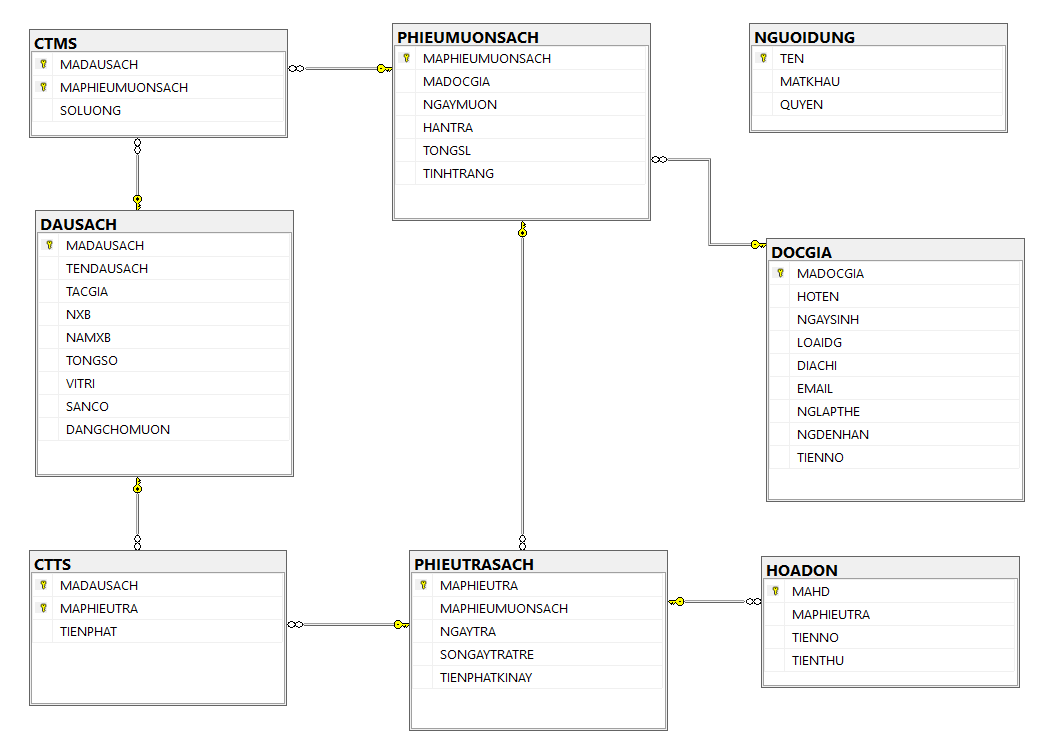 CTMS
MADAUSACH
MAPHIEUMUONSACH
SOLUONG
PHIEUMUONSACH
MAPHIEUMUONSACH
MADOCGIA
NGAYMUON
HANTRA
TONGSL
TINHTRANG
NGUOIDUNG
TEN
MATKHAU
QUYEN
DAUSACH
MADAUSACH
TENDAUSACH
TACGIA
NXB
NAMXB
TONGSO
VITRI
SANCO
DANGCHOMUON
DOCGIA
MADOCGIA
HOTEN
NGAYSINH
LOAIDG
DIACHI
EMAIL
NGLAPTHE
NGDENHAN
TIENNO
CTTS
MADAUSACH
MAPHIEUTRA
TIENPHAT
PHIEUTRASACH
MAPHIEUTRA
MAPHIEUMUONSACH
NGAYTRA
SONGAYTRATRE
TIENPHATKINAY
HOADON
MAHD
MAPHIEUTRA
TIENNO
TIENTHU